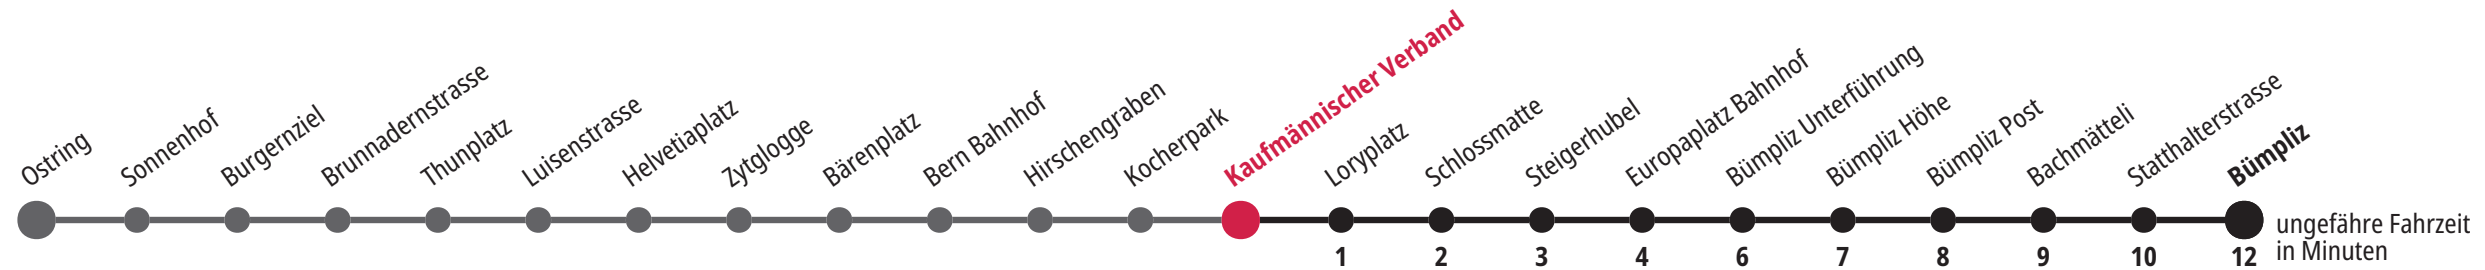 Ostring
Sonnenhof
Burgernziel
Brunnadernstrasse
Thunplatz
Luisenstrasse
Helvetiaplatz
Zytglogge
Bärenplatz
Bern Bahnhof
Hirschengraben
Kocherpark
Kaufmännischer Verband
Loryplatz
Schlossmatte
Steigerhubel
Europaplatz Bahnhof
Bümpliz Unterführung
Bümpliz Höhe
Bümpliz Post
Bachmätteli
Statthalterstrasse
Bümpliz
1 2 3 4 6 7 8 9 10 12
ungefähre Fahrzeit
in Minuten